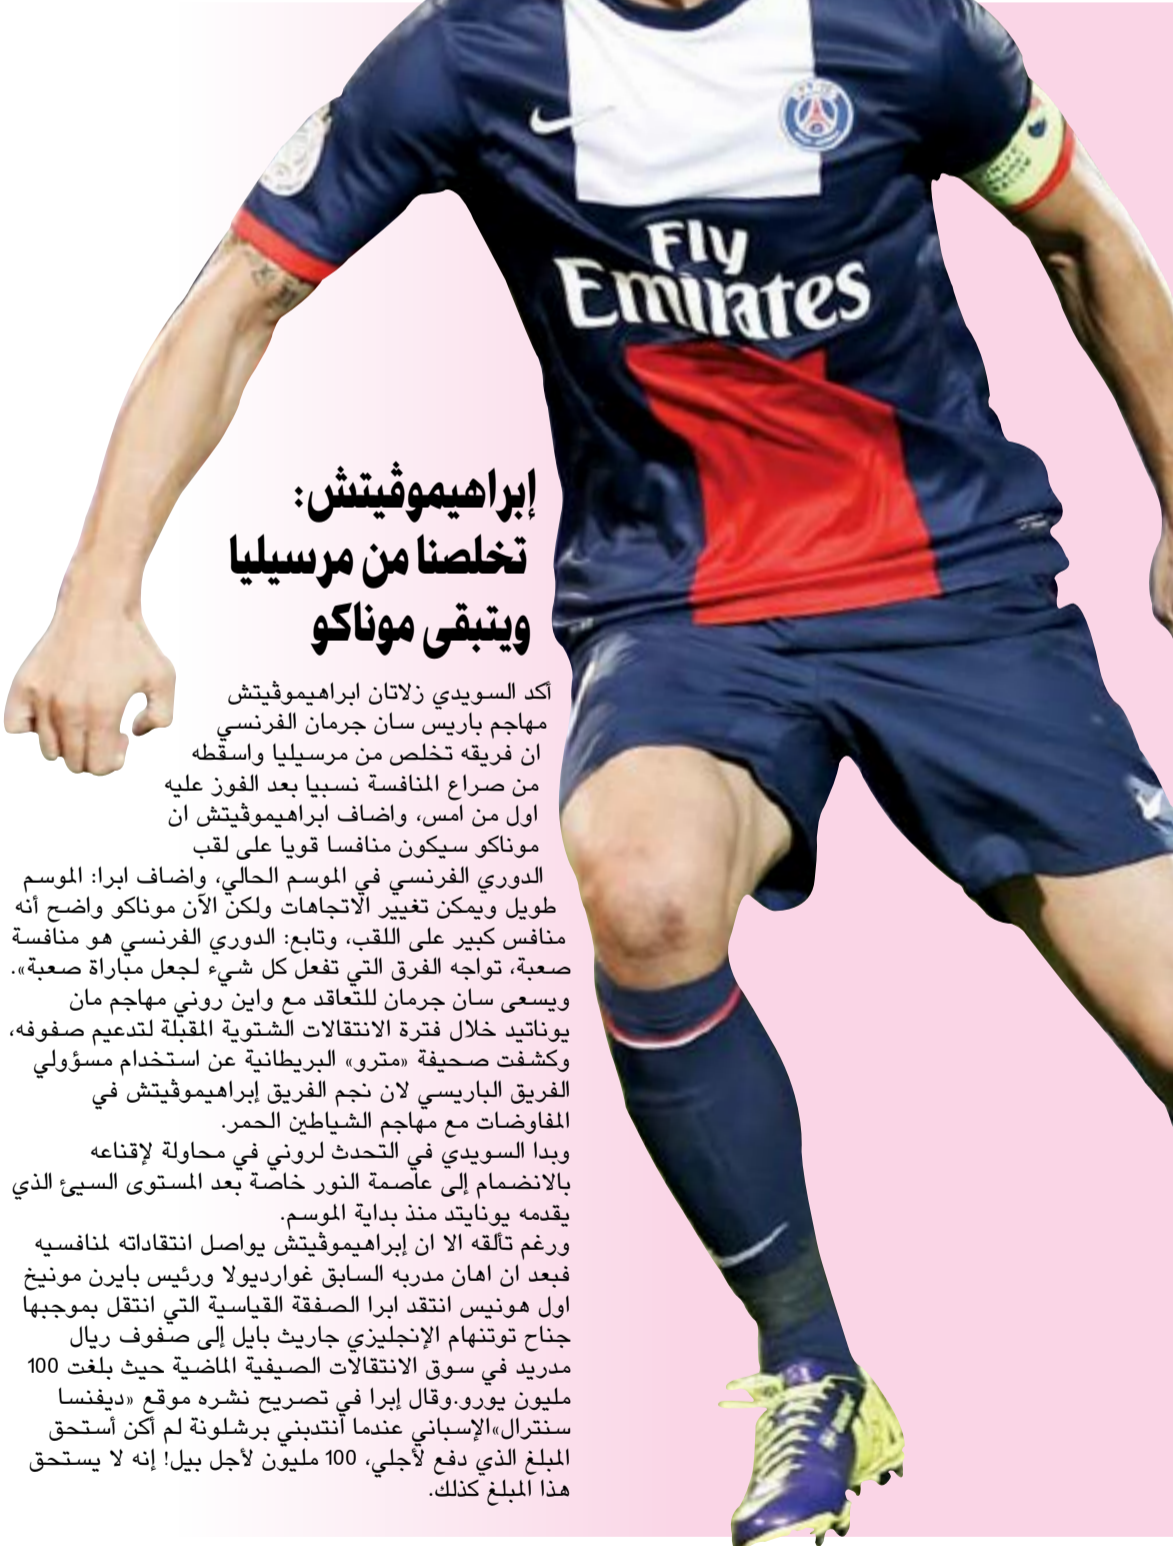 PARIS
Fly
Emirates
إبراهيموڤيتش:
تخلصنا من مرسيليا
ويتبقى موناكو
أكد السويدي زلاتان ابراهيموڤيتش
مهاجم باريس سان جرمان الفرنسي
ان فريقه تخلص من مرسيليا واسقطه
من صراع المنافسة نسبيا بعد الفوز عليه
اول من امس، واضاف ابراهيموڤيتش ان
موناكو سيكون منافسا قويا على لقب
الدوري الفرنسي في الموسم الحالي، واضاف ابرا: الموسم
طويل ويمكن تغيير الاتجاهات ولكن الآن موناكو واضح أنه
منافس كبير على اللقب، وتابع: الدوري الفرنسي هو منافسة
صعبة، تواجه الفرق التي تفعل كل شيء لجعل مباراة صعبة».
ويسعى سان جرمان للتعاقد مع واين روني مهاجم مان
يوناتيد خلال فترة الانتقالات الشتوية المقبلة لتدعيم صفوفه،
وكشفت صحيفة «مترو» البريطانية عن استخدام مسؤولي
الفريق الباريسي لان نجم الفريق إبراهيموڤيتش في
المفاوضات مع مهاجم الشياطين الحمر.
وبدا السويدي في التحدث لروني في محاولة لإقناعه
بالانضمام إلى عاصمة النور خاصة بعد المستوى السيئ الذي
يقدمه يونايتد منذ بداية الموسم.
ورغم تألقه الا ان إبراهيموڤيتش يواصل انتقاداته لمنافسيه
فبعد ان اهان مدربه السابق غوارديولا ورئيس بايرن مونيخ
اول هونيس انتقد ابرا الصفقة القياسية التي انتقل بموجبها
جناح توتنهام الإنجليزي جاريث بايل إلى صفوف ريال
مدريد في سوق الانتقالات الصيفية الماضية حيث بلغت 100
مليون يورو.وقال إبرا في تصريح نشره موقع «ديفنسا
سنترال»الإسباني عندما انتدبني برشلونة لم أكن أستحق
المبلغ الذي دفع لأجلي، 100 مليون لأجل بيل! إنه لا يستحق
هذا المبلغ كذلك.